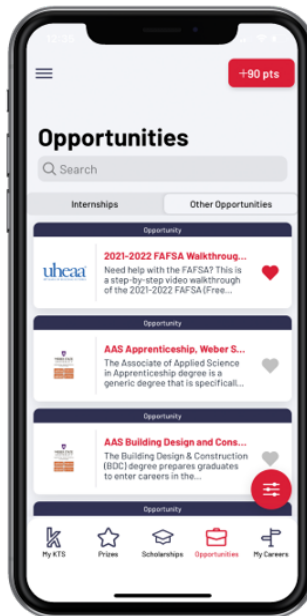 +90 pts
Opportunities
Search
Internships
Other Opportunities
Opportunity
uheaa
2021-2022 FAFSA Walkthroug...
Need help with the FAFSA? This is
a step-by-step video walkthrough
of the 2021-2022 FAFSA (Free...
Opportunity
AAS Apprenticeship, Weber S...
The Associate of Applied Science
in Apprenticeship degree is a
generic degree that is specificall...
Opportunity
AAS Building Design and Cons...
The Building Design & Construction
(BDC) degree prepares graduates
to enter careers in the...
Opportunity
My KTS
Prizes
Scholarships
Opportunities
My Careers